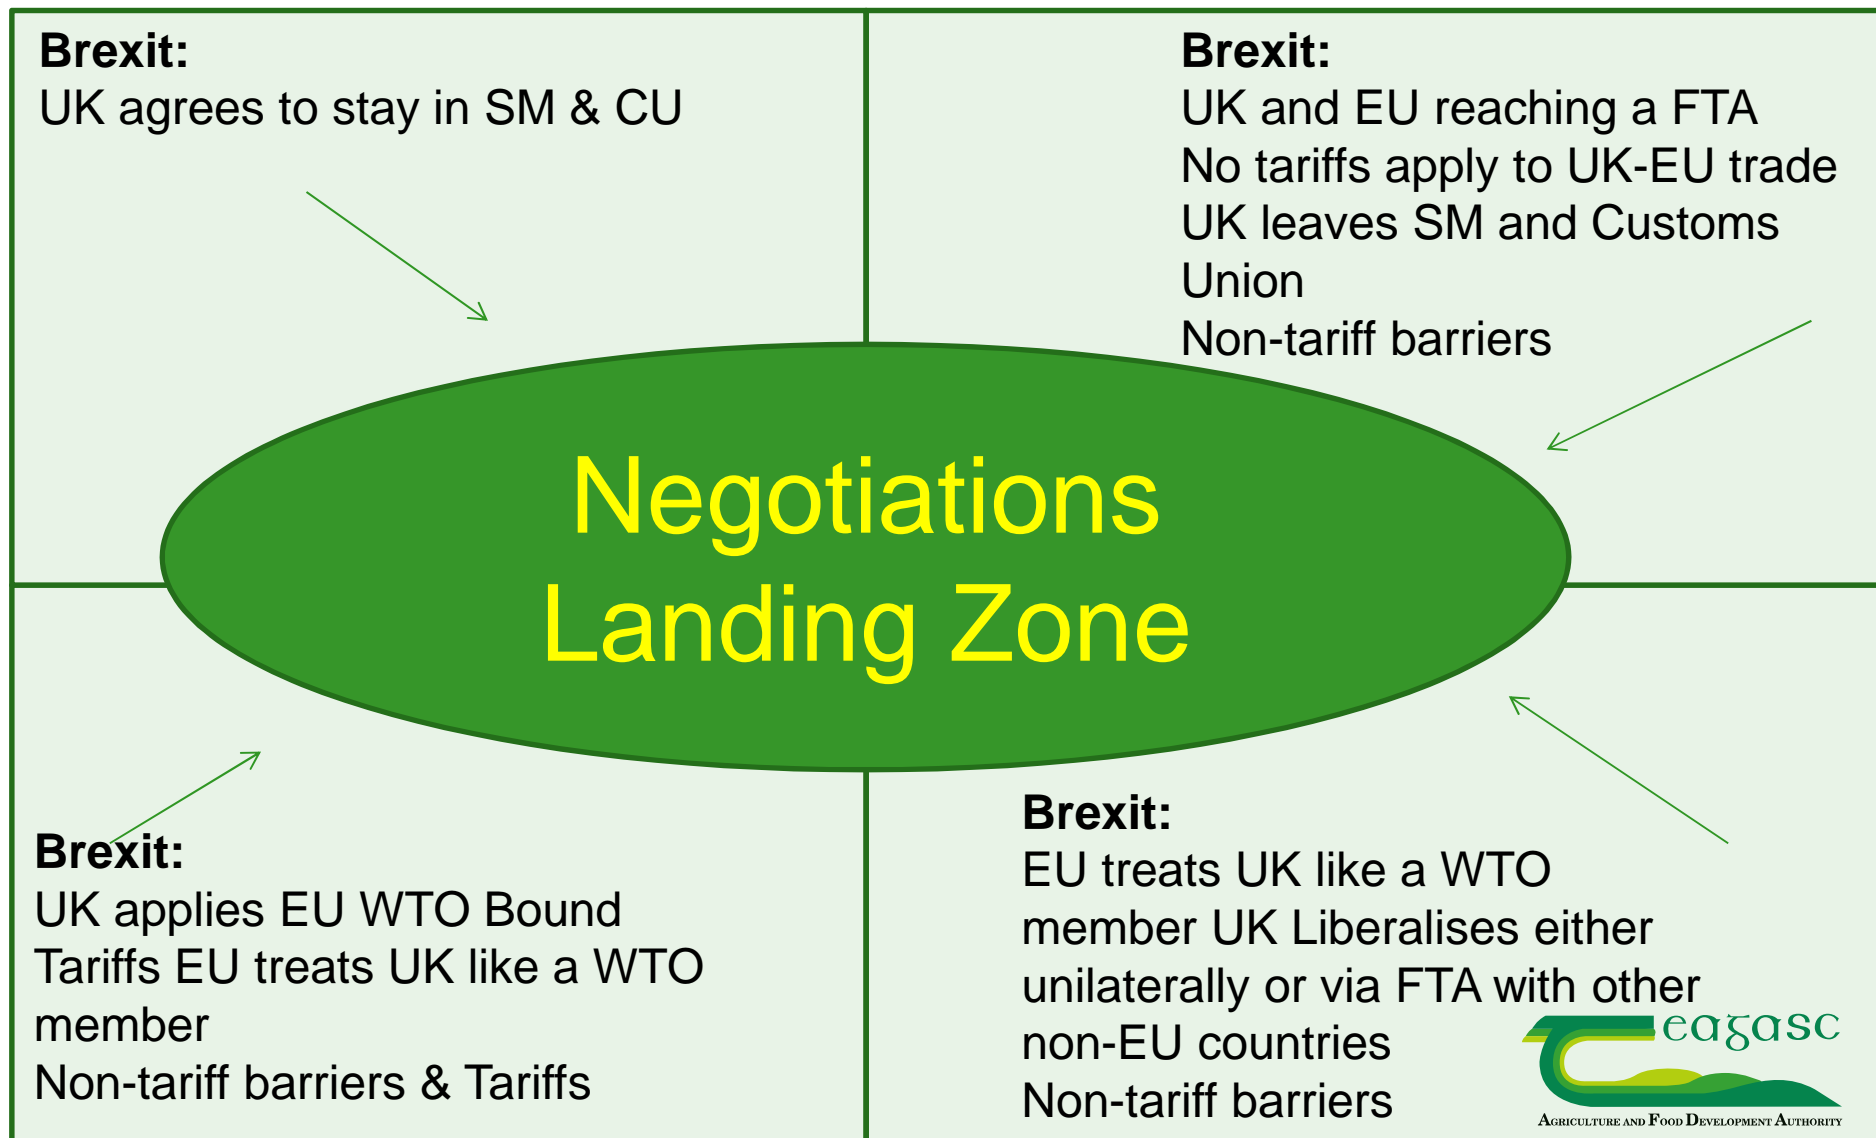 Brexit:
UK agrees to stay in SM & CU
Brexit:
UK and EU reaching a FTA
No tariffs apply to UK-EU trade
UK leaves SM and Customs
Union
Non-tariff barriers
Negotiations
Landing Zone
Brexit:
UK applies EU WTO Bound
Tariffs EU treats UK like a WTO
member
Non-tariff barriers & Tariffs
Brexit:
EU treats UK like a WTO
member UK Liberalises either
unilaterally or via FTA with other
non-EU countries
Non-tariff barriers
Teagasc
AGRICULTURE AND FOOD DEVELOPMENT AUTHORITY